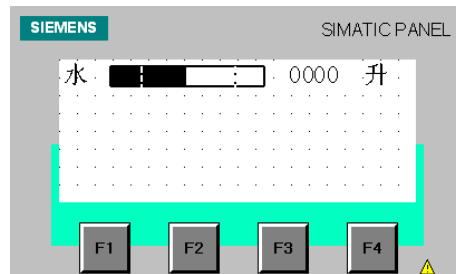 SIEMENS SIMATIC PANEL
水 0000 升
F1 F2 F3 F4